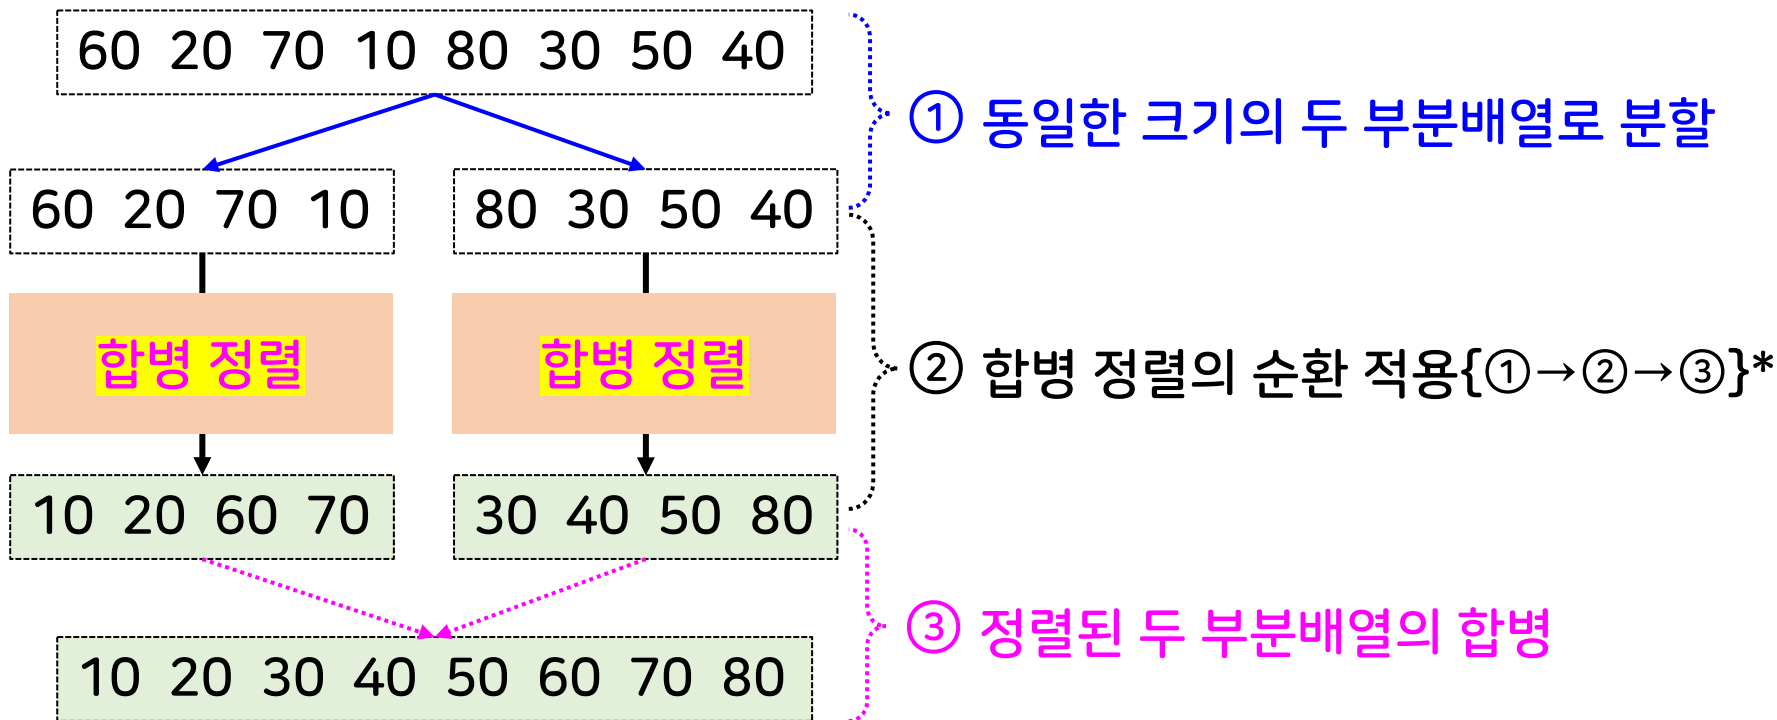 60 20 70 10 80 30 50 40
① 동일한 크기의 두 부분배열로 분할
60 20 70 10
80 30 50 40
합병 정렬
합병 정렬
② 합병 정렬의 순환 적용{①→②→③}*
10 20 60 70
30 40 50 80
③ 정렬된 두 부분배열의 합병
10 20 30 40 50 60 70 80